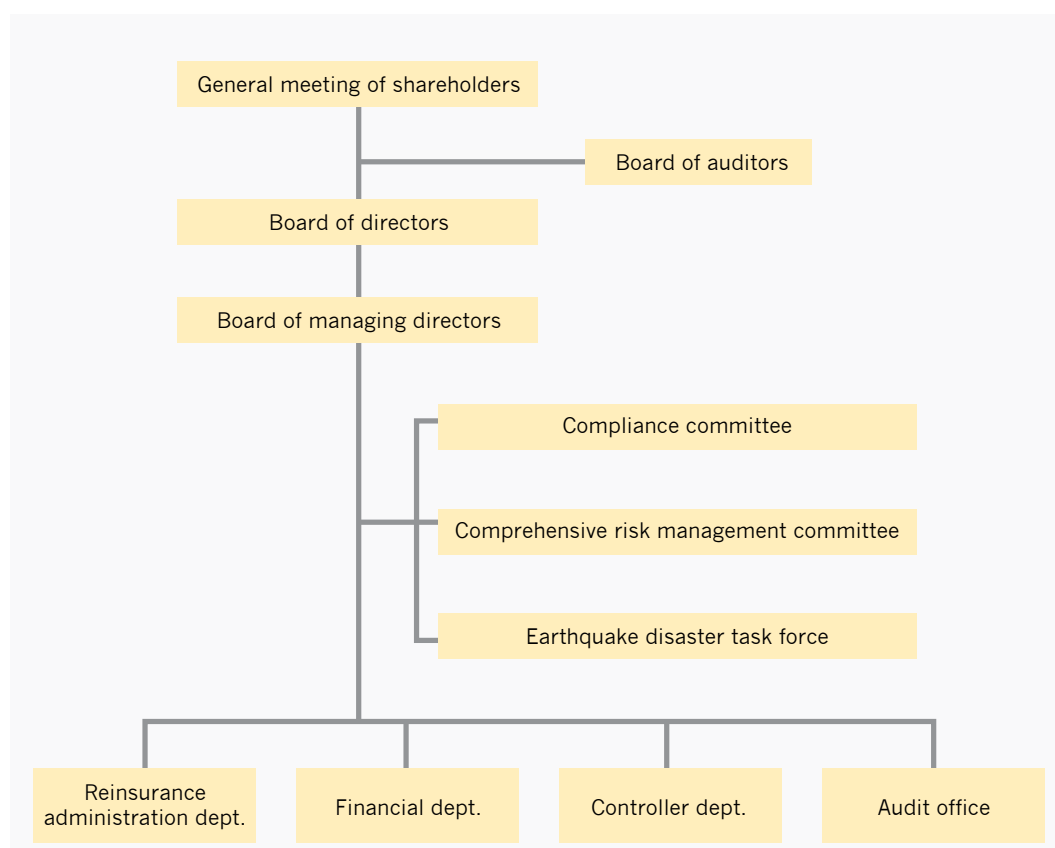 General meeting of shareholders
Board of auditors
Board of directors
Board of managing directors
Compliance committee
Comprehensive risk management committee
Earthquake disaster task force
Reinsurance
administration dept.
Financial dept.
Controller dept.
Audit office